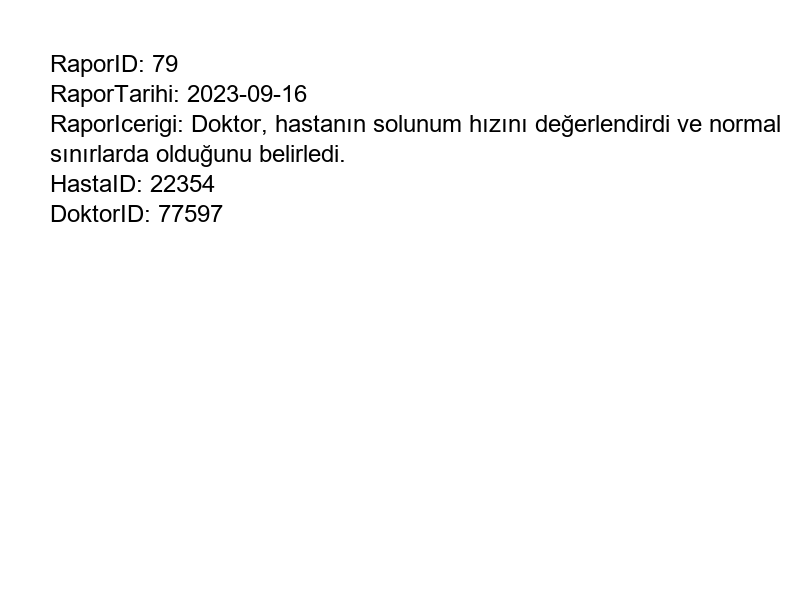 RaporID: 79
RaporTarihi: 2023-09-16
RaporIcerigi: Doktor, hastanın solunum hızını değerlendirdi ve normal
sınırlarda olduğunu belirledi.
HastaID: 22354
DoktorID: 77597